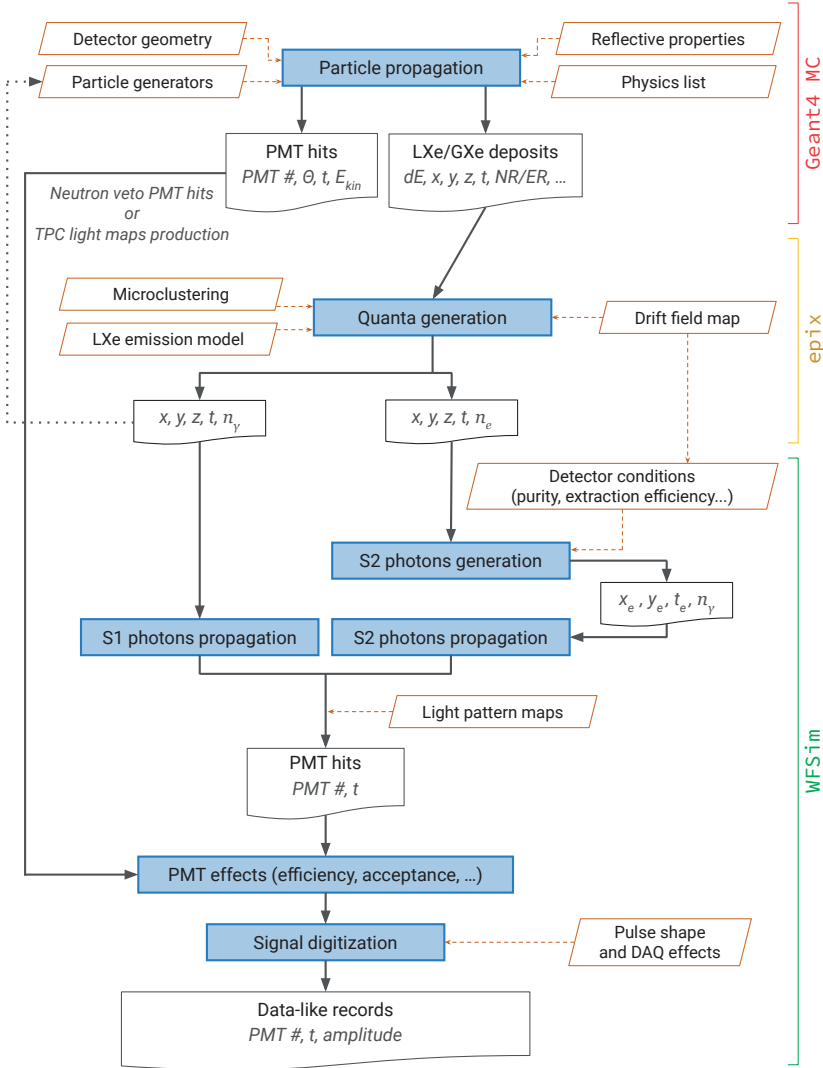 Detector geometry
Reflective properties
Particle propagation
Particle generators
Physics list
Geant4 MC
PMT hits
PMT #, Θ, t, E_kin
LXe/GXe deposits
dE, x, y, z, t, NR/ER, ...
Neutron veto PMT hits
or
TPC light maps production
Microclustering
Quanta generation
Drift field map
LXe emission model
epix
x, y, z, t, n_γ
x, y, z, t, n_e
Detector conditions
(purity, extraction efficiency...)
S2 photons generation
x_e , y_e, t_e, n_γ
S1 photons propagation
S2 photons propagation
Light pattern maps
WFSim
PMT hits
PMT #, t
PMT effects (efficiency, acceptance, ...)
Signal digitization
Pulse shape
and DAQ effects
Data-like records
PMT #, t, amplitude